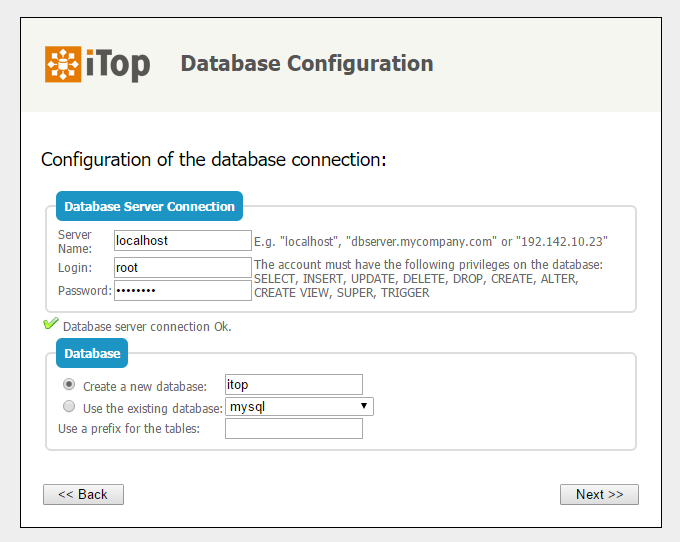 iTop Database Configuration
Configuration of the database connection:
Database Server Connection
Server Name: localhost E.g. "localhost", "dbserver.mycompany.com" or "192.142.10.23"
Login: root The account must have the following privileges on the database:
SELECT, INSERT, UPDATE, DELETE, DROP, CREATE, ALTER,
Password: •••••••• CREATE VIEW, SUPER, TRIGGER
Database server connection Ok.
Database
Create a new database: itop
Use the existing database: mysql
Use a prefix for the tables:
<< Back Next >>